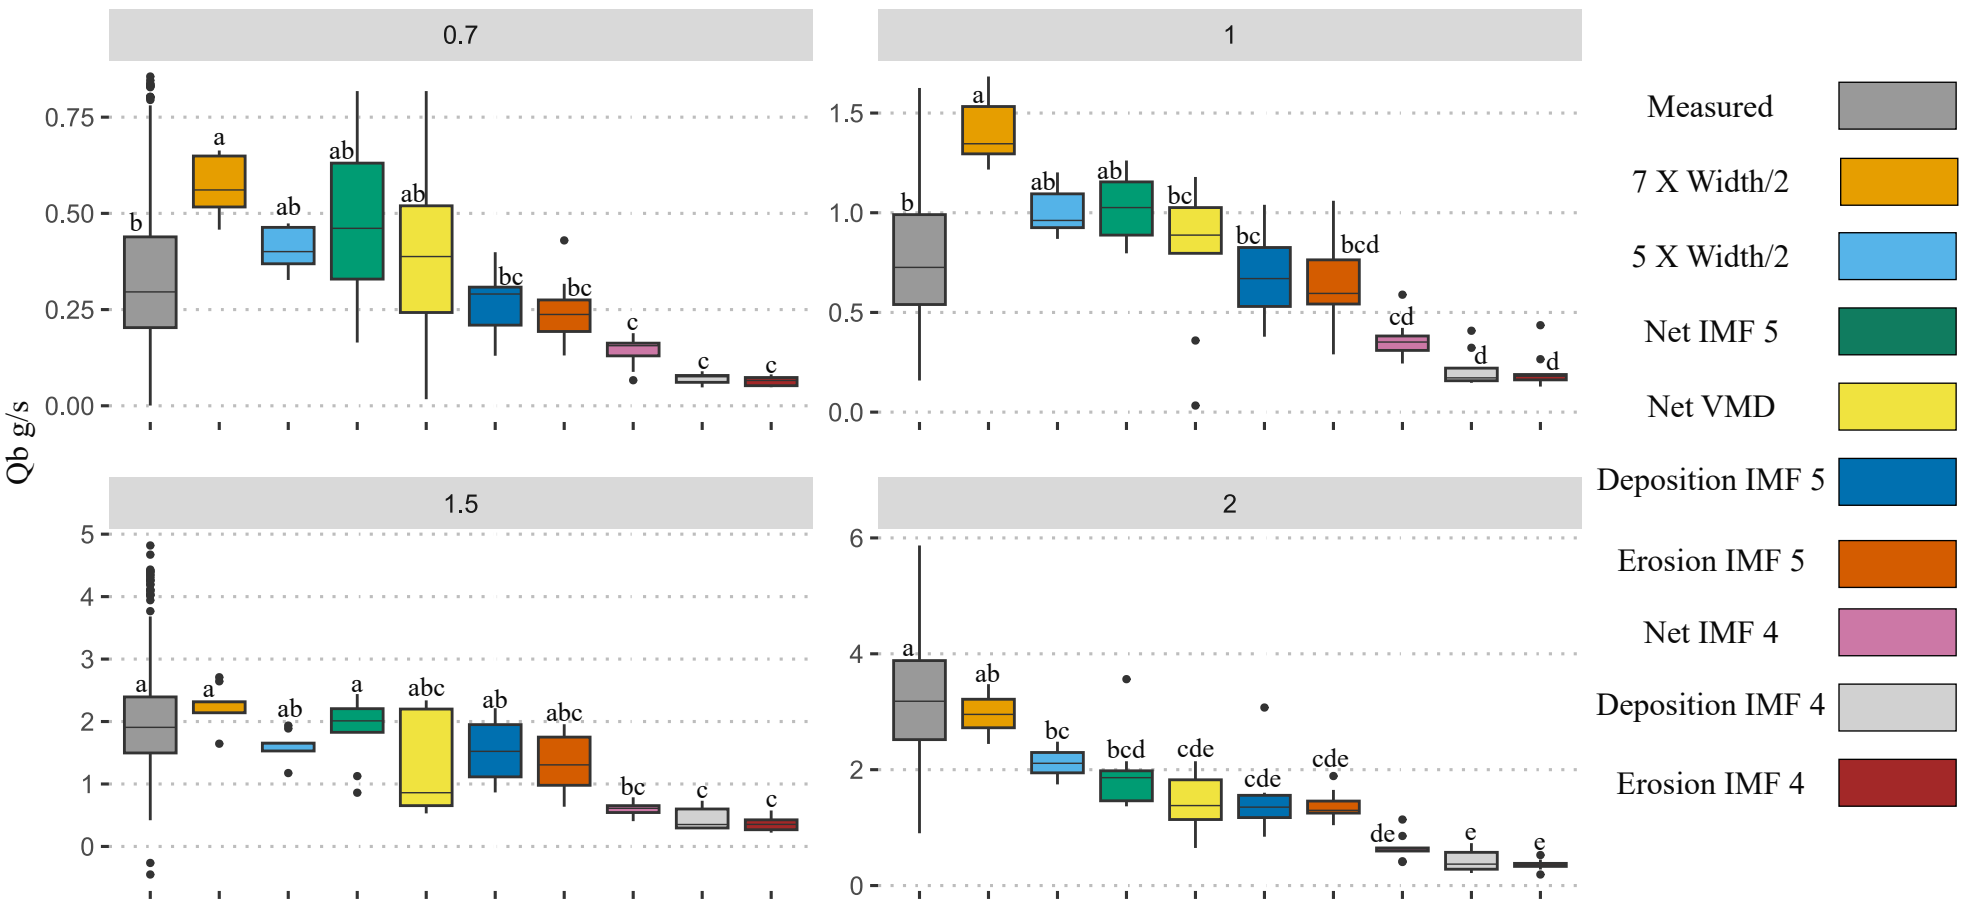 0.7
1
0.75
0.50
0.25
0.00
b
a
ab
ab
ab
bc
bc
c
c
c
1.5
1.0
0.5
0.0
b
a
ab
ab
bc
bc
bcd
cd
d
d
Qb g/s
1.5
2
5
4
3
2
1
0
a
a
ab
a
abc
ab
abc
bc
c
c
6
4
2
0
a
ab
bc
bcd
cde
cde
cde
de
e
e
Measured
7 X Width/2
5 X Width/2
Net IMF 5
Net VMD
Deposition IMF 5
Erosion IMF 5
Net IMF 4
Deposition IMF 4
Erosion IMF 4